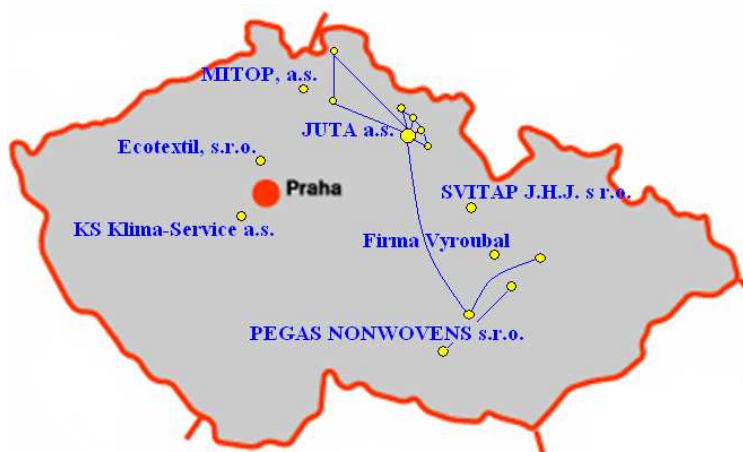 MITOP, a.s.
JUTA a.s.
Ecotextil, s.r.o.
Praha
SVITAP J.H.J. s r.o.
KS Klima-Service a.s.
Firma Vyroubal
PEGAS NONWOVENS s.r.o.